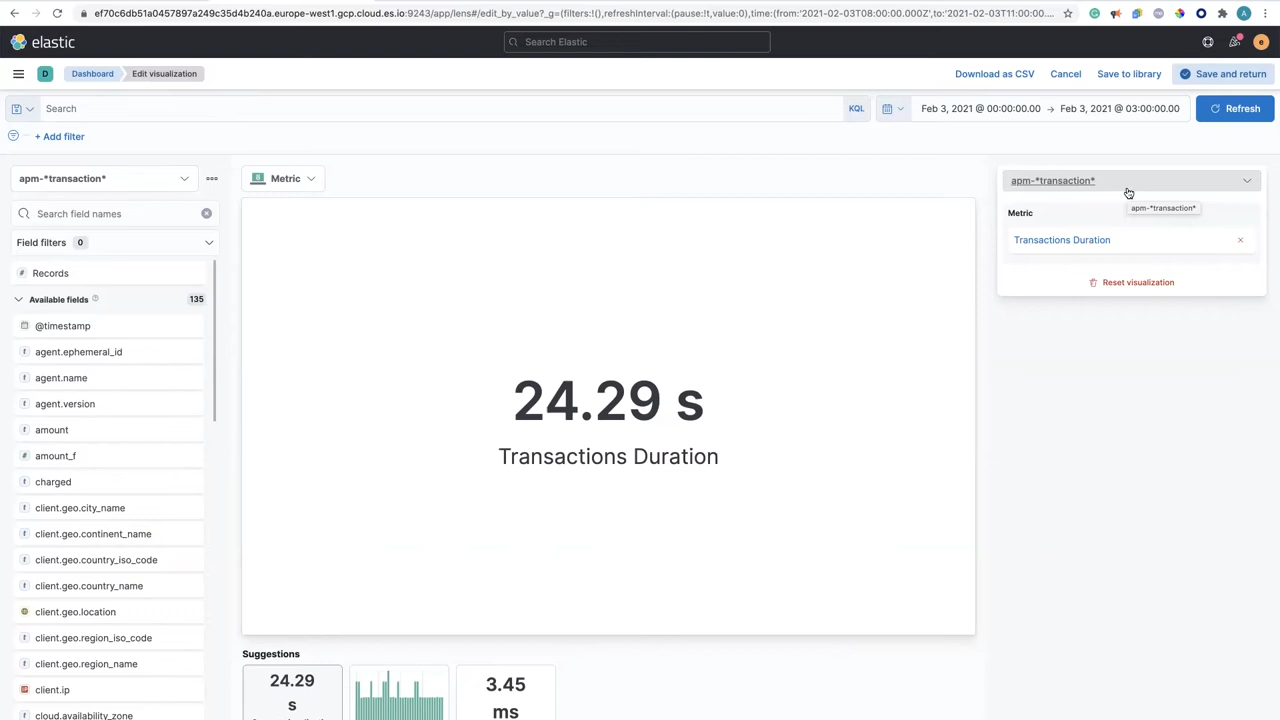 ef70c6db51a0457897a24c35d4b240a.europe-west1.gcp.cloud.es.io:9243/app/lens#/edit_by_value?_g=(filters:!(),refreshInterval:(pause:!t,value:0),time:(from:'2021-02-03T08:00:00.000Z',to:'2021-02-03T11:00:00....
A
elastic
Search Elastic
e
D
Dashboard
Edit visualization
Download as CSV
Cancel
Save to library
Save and return
Search
KQL
Feb 3, 2021 @ 00:00:00.00 → Feb 3, 2021 @ 03:00:00.00
Refresh
+ Add filter
apm-*transaction*
Search field names
Field filters 0
# Records
Available fields 135
@timestamp
t agent.ephemeral_id
t agent.name
t agent.version
t amount
# amount_f
t charged
t client.geo.city_name
t client.geo.continent_name
t client.geo.country_iso_code
t client.geo.country_name
client.geo.location
t client.geo.region_iso_code
t client.geo.region_name
client.ip
cloud.availability_zone
8 Metric
24.29 s
Transactions Duration
Suggestions
24.29
s
3.45
ms
apm-*transaction*
apm-*transaction*
Metric
Transactions Duration
Reset visualization